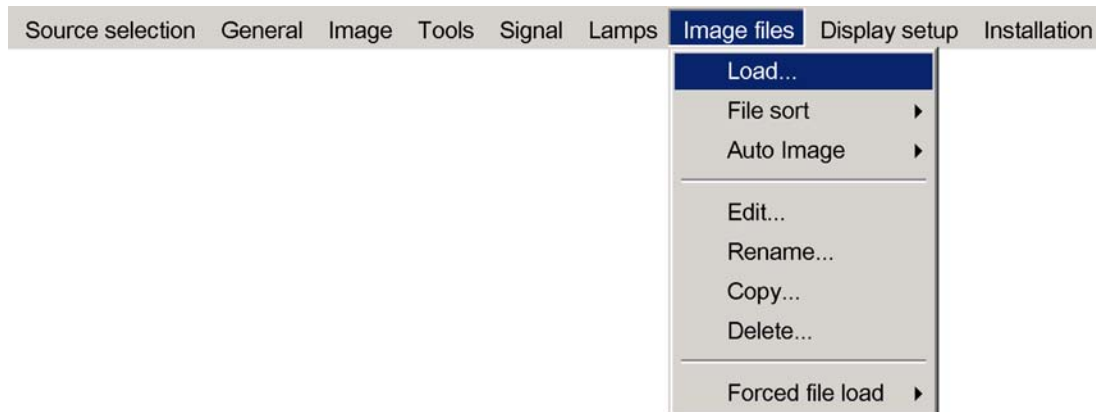 Source selection General Image Tools Signal Lamps Image files Display setup Installation
Load...
File sort
Auto Image
Edit...
Rename...
Copy...
Delete...
Forced file load